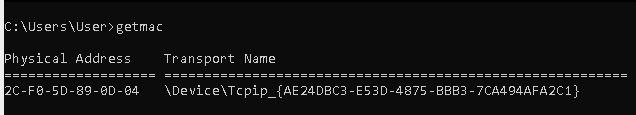 C:\Users\User>getmac
Physical Address    Transport Name
=================== ==========================================================
2C-F0-5D-89-0D-04   \Device\Tcpip_{AE24DBC3-E53D-4875-BBB3-7CA494AFA2C1}